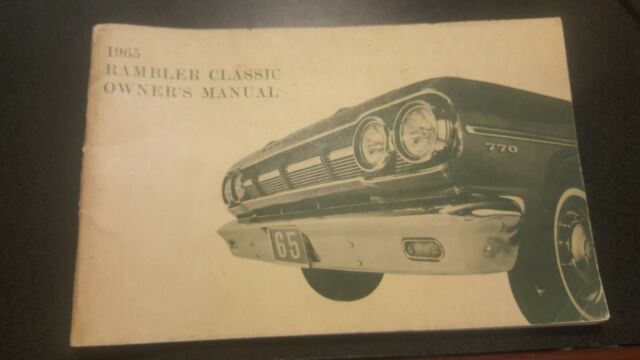 1965
RAMBLER CLASSIC
OWNER'S MANUAL
770
65